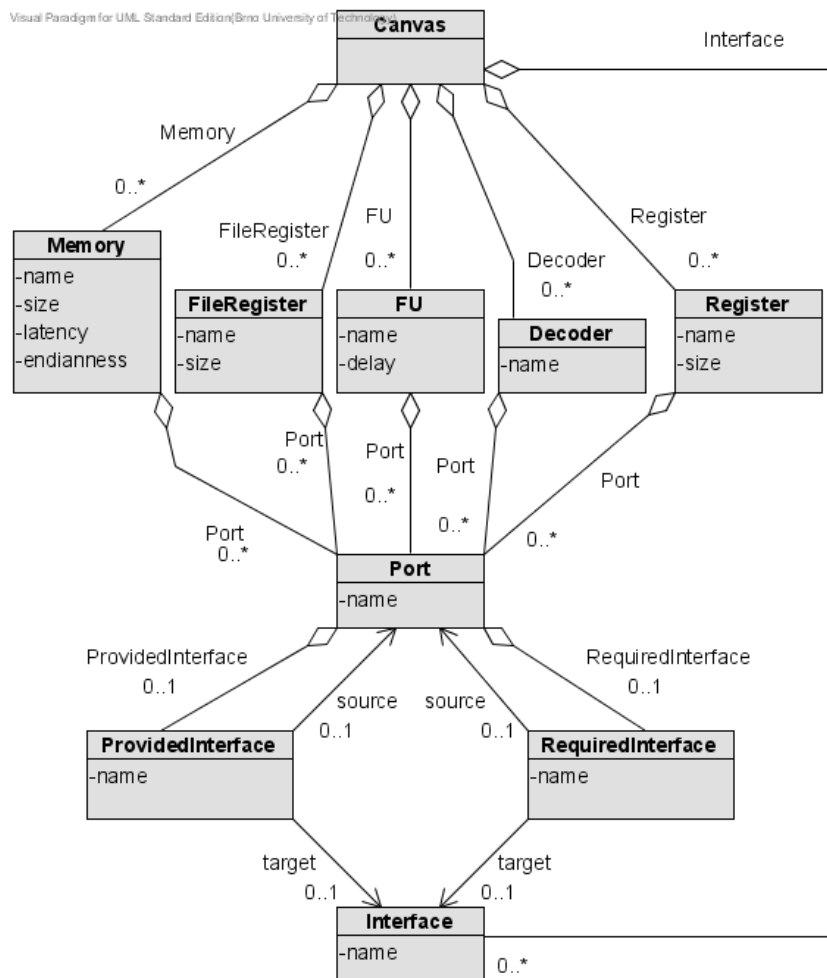 Visual Paradigm for UML Standard Edition(Brno University of Technology)
Canvas
Interface
Memory
0..*
FileRegister
0..*
FU
0..*
Decoder
0..*
Register
0..*
Memory
-name
-size
-latency
-endianness
FileRegister
-name
-size
FU
-name
-delay
Decoder
-name
Register
-name
-size
Port
0..*
Port
0..*
Port
0..*
Port
0..*
Port
0..*
Port
-name
ProvidedInterface
0..1
source
0..1
source
0..1
RequiredInterface
0..1
ProvidedInterface
-name
RequiredInterface
-name
target
0..1
target
0..1
Interface
-name
0..*